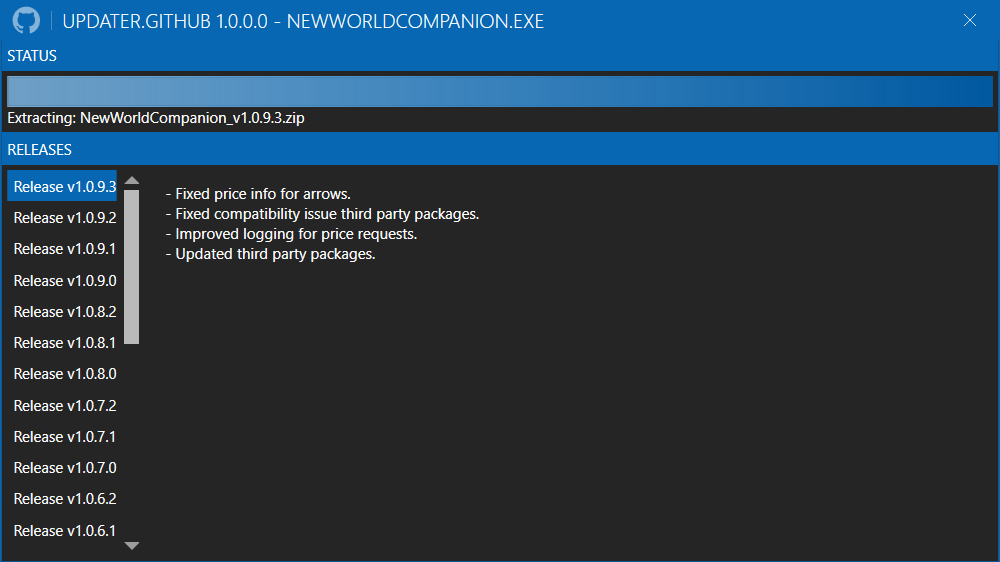 UPDATER.GITHUB 1.0.0.0 - NEWWORLDCOMPANION.EXE
STATUS
Extracting: NewWorldCompanion_v1.0.9.3.zip
RELEASES
Release v1.0.9.3
Release v1.0.9.2
Release v1.0.9.1
Release v1.0.9.0
Release v1.0.8.2
Release v1.0.8.1
Release v1.0.8.0
Release v1.0.7.2
Release v1.0.7.1
Release v1.0.7.0
Release v1.0.6.2
Release v1.0.6.1
- Fixed price info for arrows.
- Fixed compatibility issue third party packages.
- Improved logging for price requests.
- Updated third party packages.